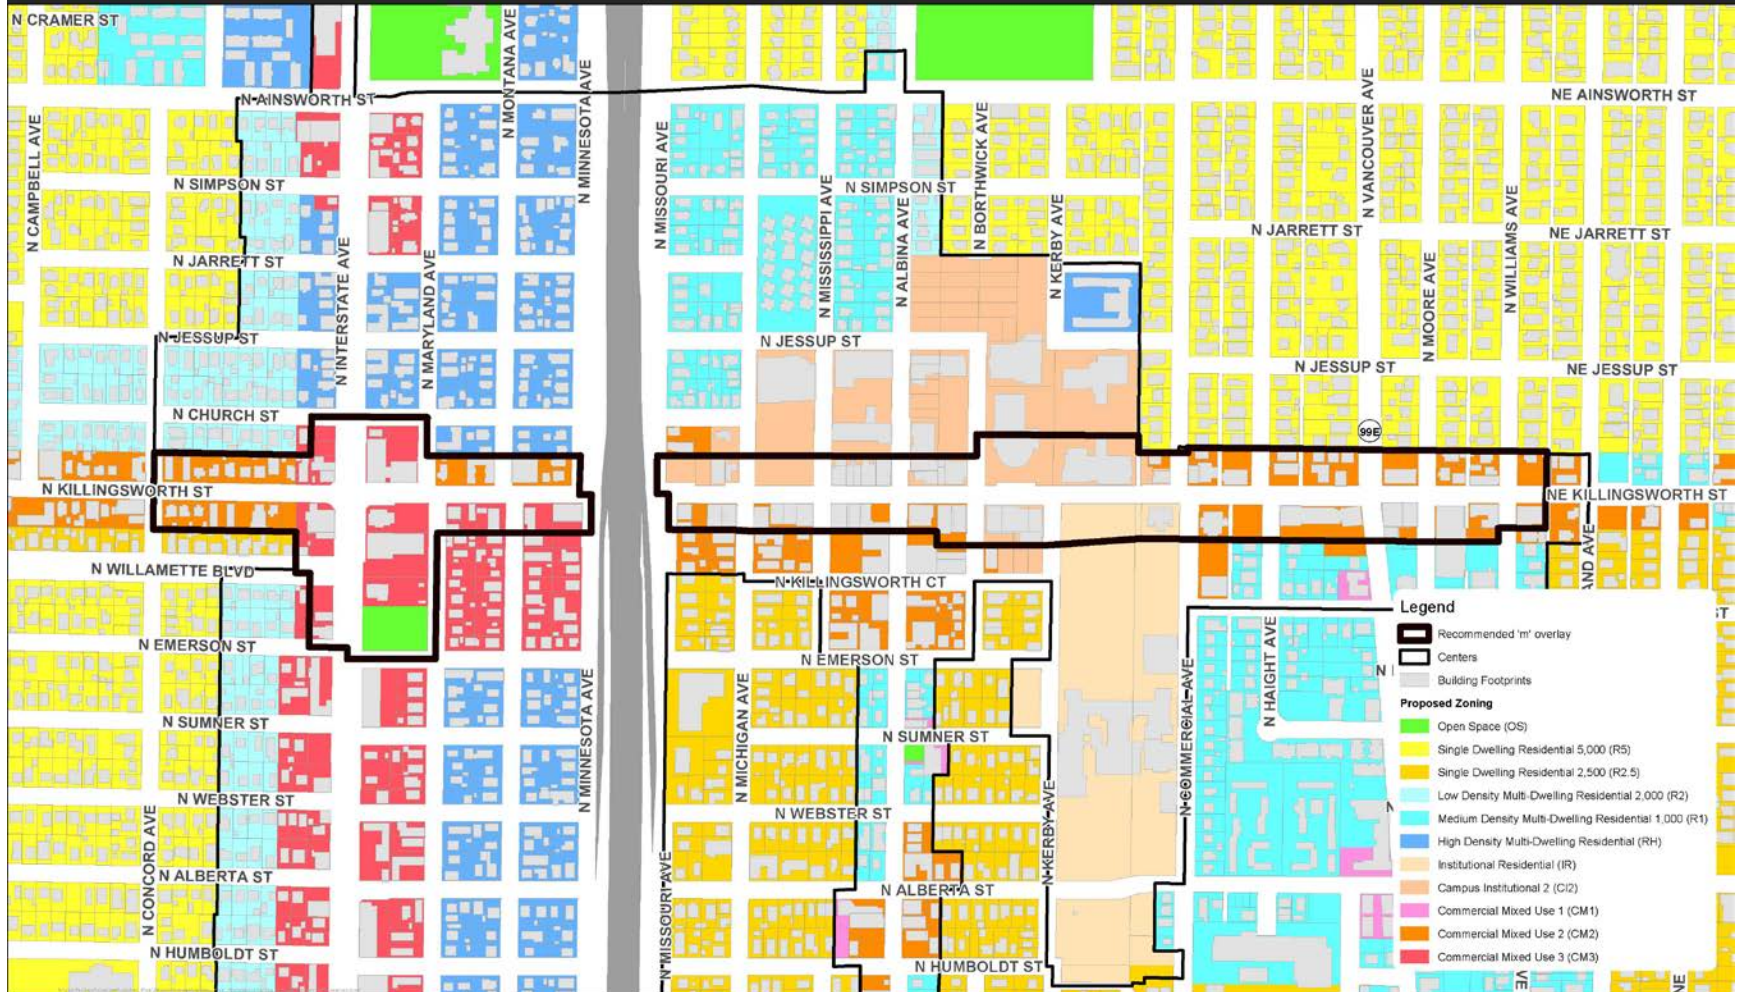 N CRAMER ST
N MONTANA AVE
N MINNESOTA AVE
N AINSWORTH ST
NE AINSWORTH ST
N CAMPBELL AVE
N MISSOURI AVE
N BORTHWICK AVE
N VANCOUVER AVE
N SIMPSON ST
N SIMPSON ST
N MISSISSIPPI AVE
N ALBINA AVE
N KERBY AVE
N WILLIAMS AVE
N JARRETT ST
NE JARRETT ST
N JARRETT ST
N INTERSTATE AVE
N MARYLAND AVE
N MOORE AVE
N JESSUP ST
N JESSUP ST
N JESSUP ST
NE JESSUP ST
N CHURCH ST
99E
N KILLINGSWORTH ST
NE KILLINGSWORTH ST
N WILLAMETTE BLVD
N KILLINGSWORTH CT
AND AVE
N EMERSON ST
N EMERSON ST
N HAIGHT AVE
N COMMERCIAL AVE
N MINNESOTA AVE
N MICHIGAN AVE
N SUMNER ST
N SUMNER ST
N WEBSTER ST
N WEBSTER ST
N CONCORD AVE
N KERBY AVE
N MISSOURI AVE
N ALBERTA ST
N ALBERTA ST
N HUMBOLDT ST
N HUMBOLDT ST
Legend
Recommended 'm' overlay
Centers
Building Footprints
Proposed Zoning
Open Space (OS)
Single Dwelling Residential 5,000 (R5)
Single Dwelling Residential 2,500 (R2.5)
Low Density Multi-Dwelling Residential 2,000 (R2)
Medium Density Multi-Dwelling Residential 1,000 (R1)
High Density Multi-Dwelling Residential (RH)
Institutional Residential (IR)
Campus Institutional 2 (CI2)
Commercial Mixed Use 1 (CM1)
Commercial Mixed Use 2 (CM2)
Commercial Mixed Use 3 (CM3)